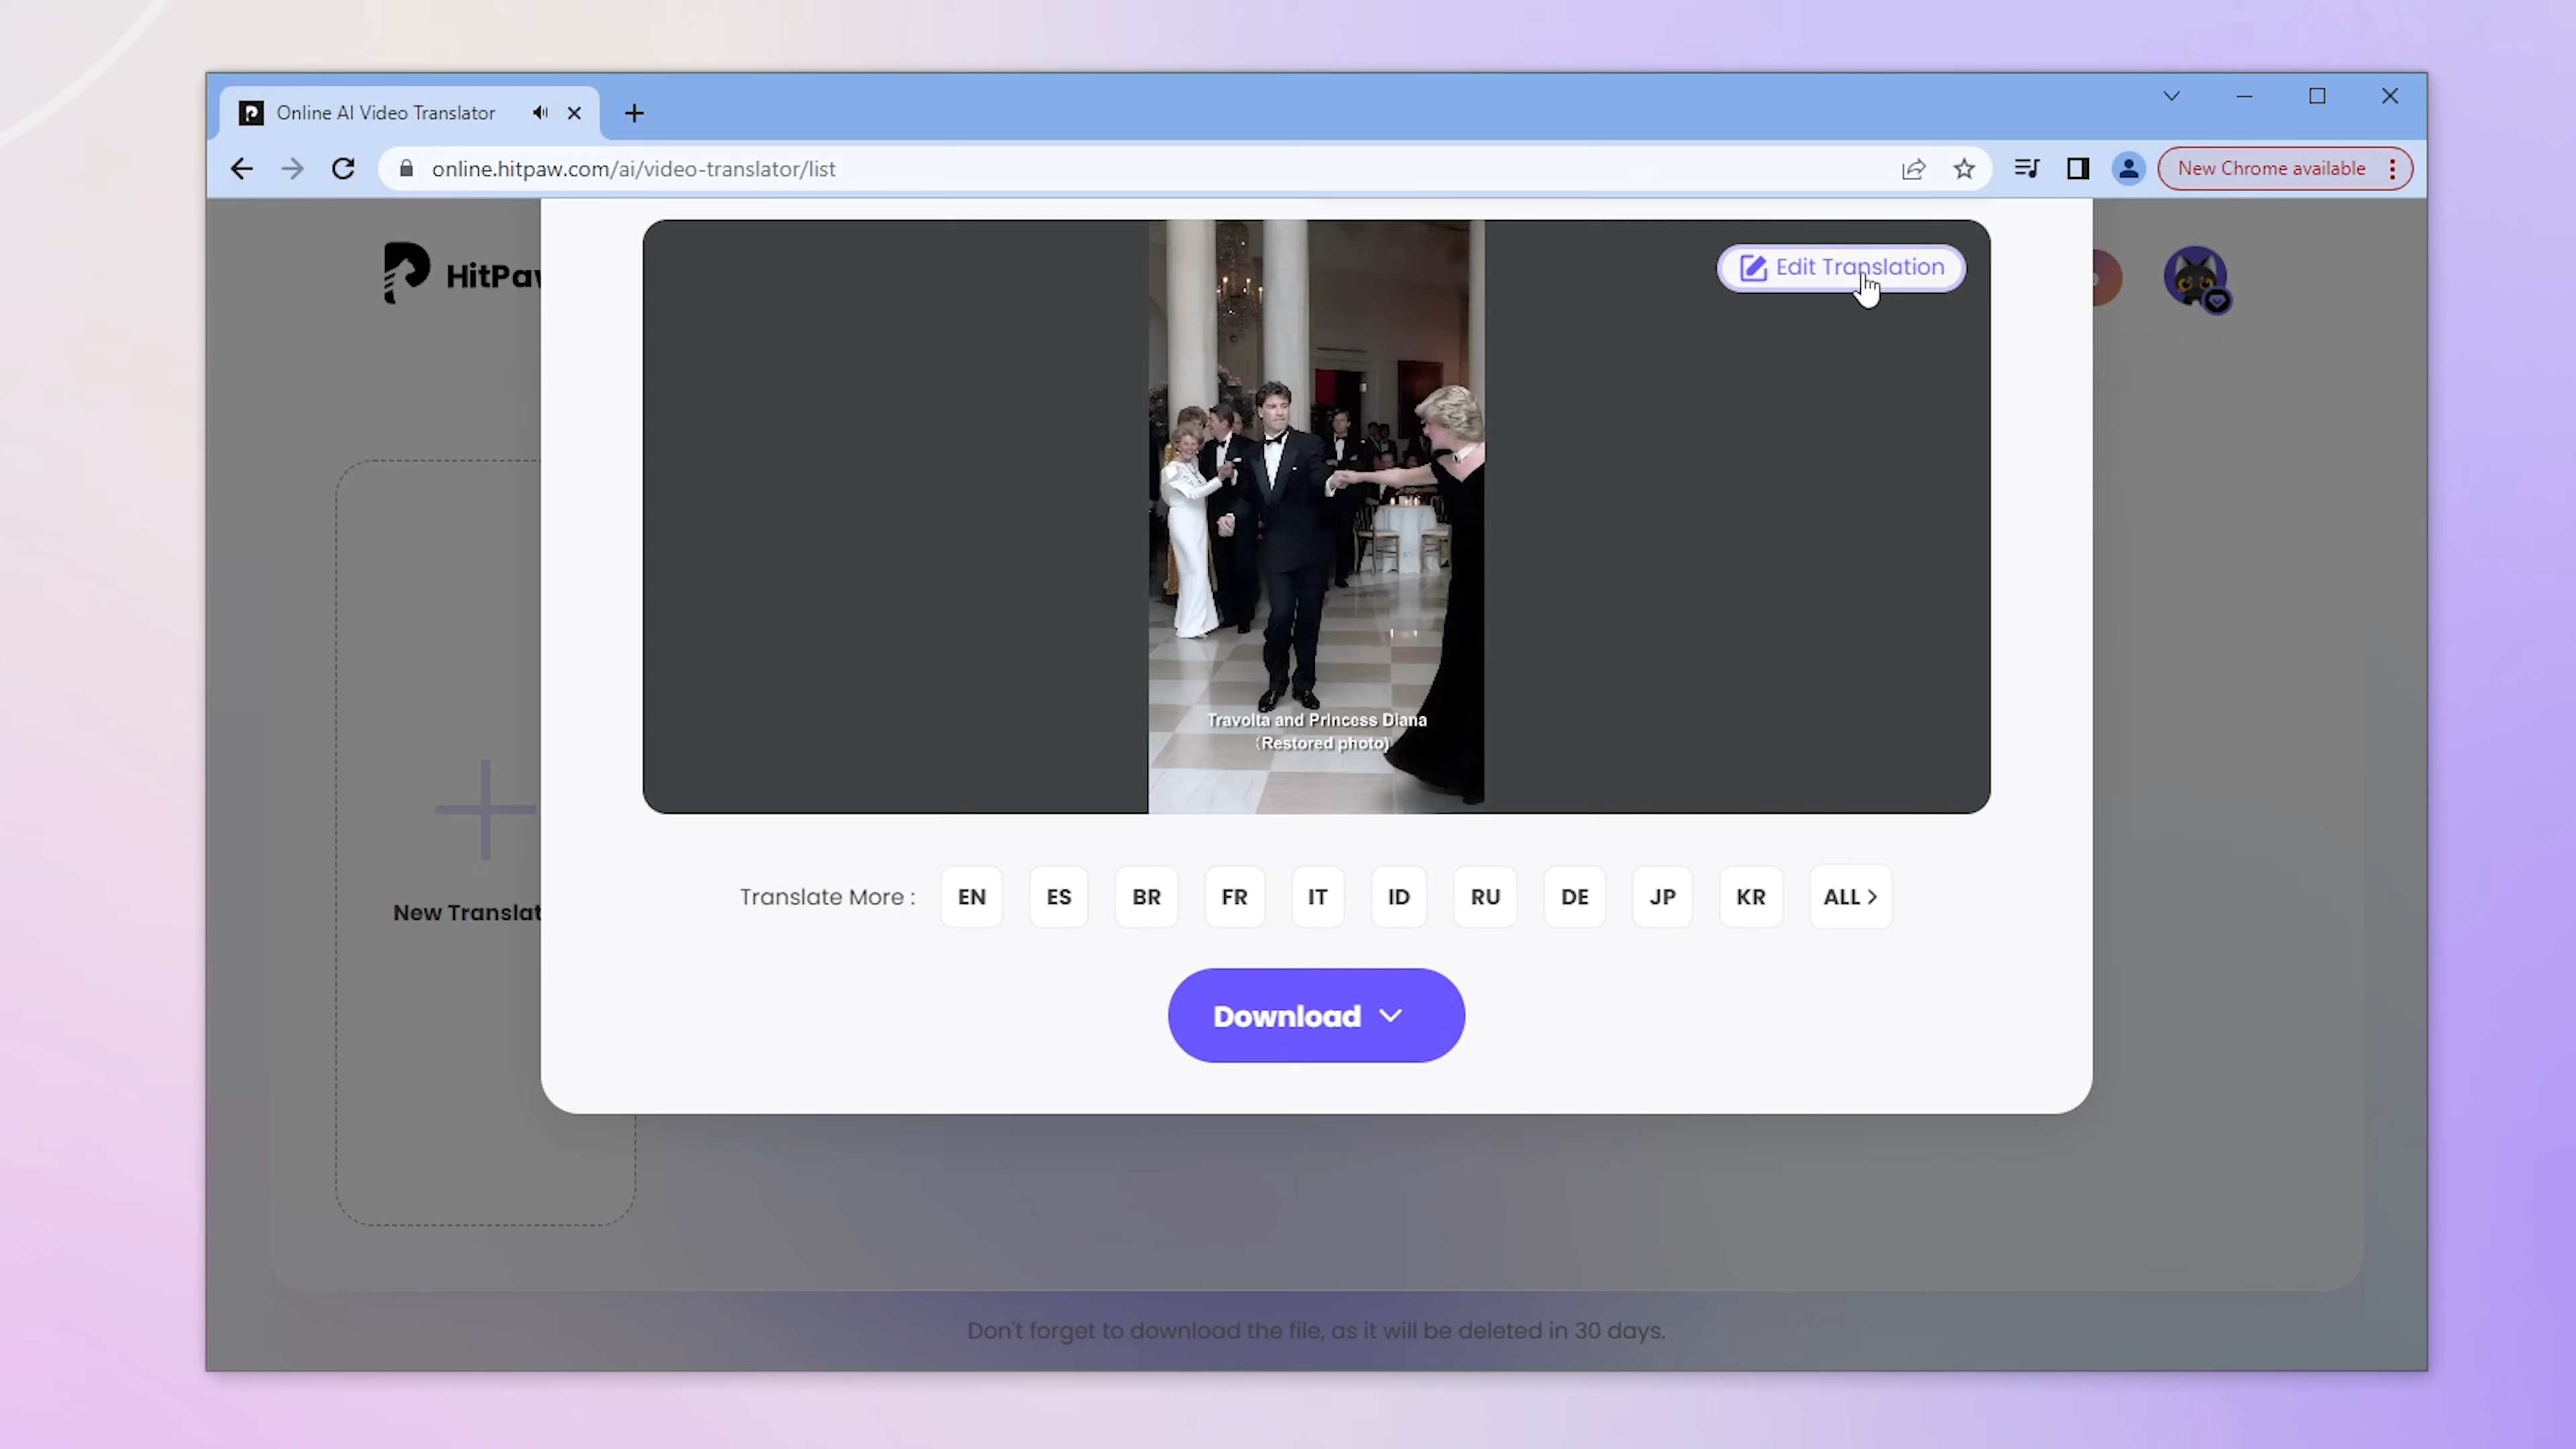 Online AI Video Translator
online.hitpaw.com/ai/video-translator/list
New Chrome available
HitPaw
Edit Translation
Travolta and Princess Diana
(Restored photo)
New Translat
Translate More :
EN
ES
BR
FR
IT
ID
RU
DE
JP
KR
ALL >
Download
Don't forget to download the file, as it will be deleted in 30 days.